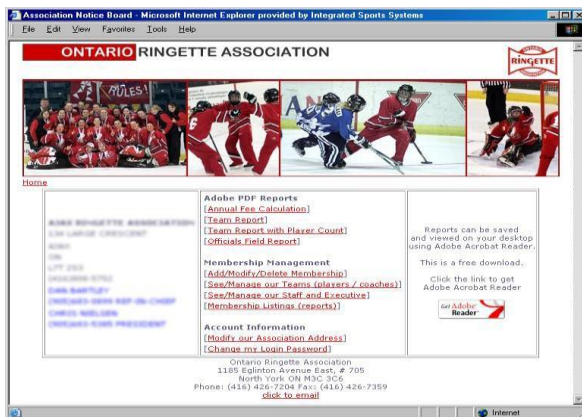 Association Notice Board - Microsoft Internet Explorer provided by Integrated Sports Systems
File Edit View Favorites Tools Help
ONTARIO RINGETTE ASSOCIATION
ONTARIO
RINGETTE
RULES!
Home
Adobe PDF Reports
[Annual Fee Calculation]
[Team Report]
[Team Report with Player Count]
[Officials Field Report]
Membership Management
[Add/Modify/Delete Membership]
[See/Manage our Teams (players / coaches)]
[See/Manage our Staff and Executive]
[Membership Listings (reports)]
Account Information
[Modify our Association Address]
[Change my Login Password]
Reports can be saved
and viewed on your desktop
using Adobe Acrobat Reader.
This is a free download.
Click the link to get
Adobe Acrobat Reader
Get Adobe
Reader
Ontario Ringette Association
1185 Eglinton Avenue East, # 705
North York ON M3C 3C6
Phone: (416) 426-7204 Fax: (416) 426-7359
click to email
Internet